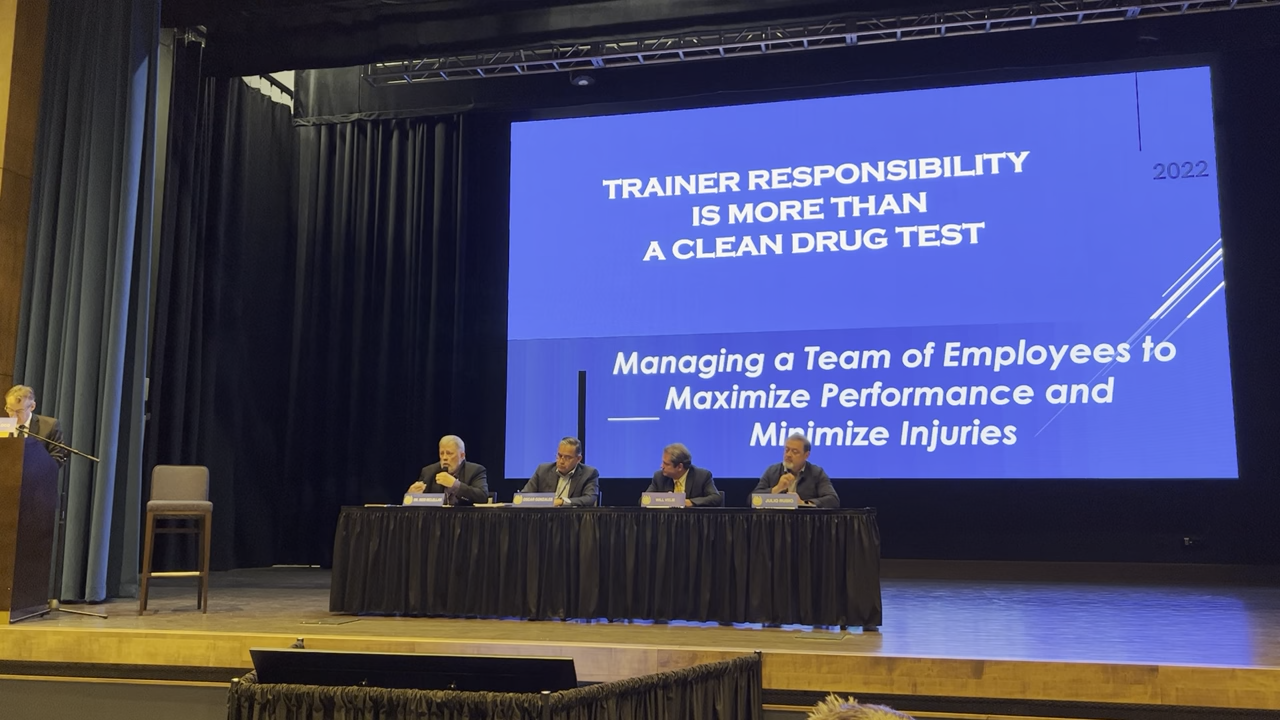 TRAINER RESPONSIBILITY
IS MORE THAN
A CLEAN DRUG TEST
2022
Managing a Team of Employees to
Maximize Performance and
Minimize Injuries